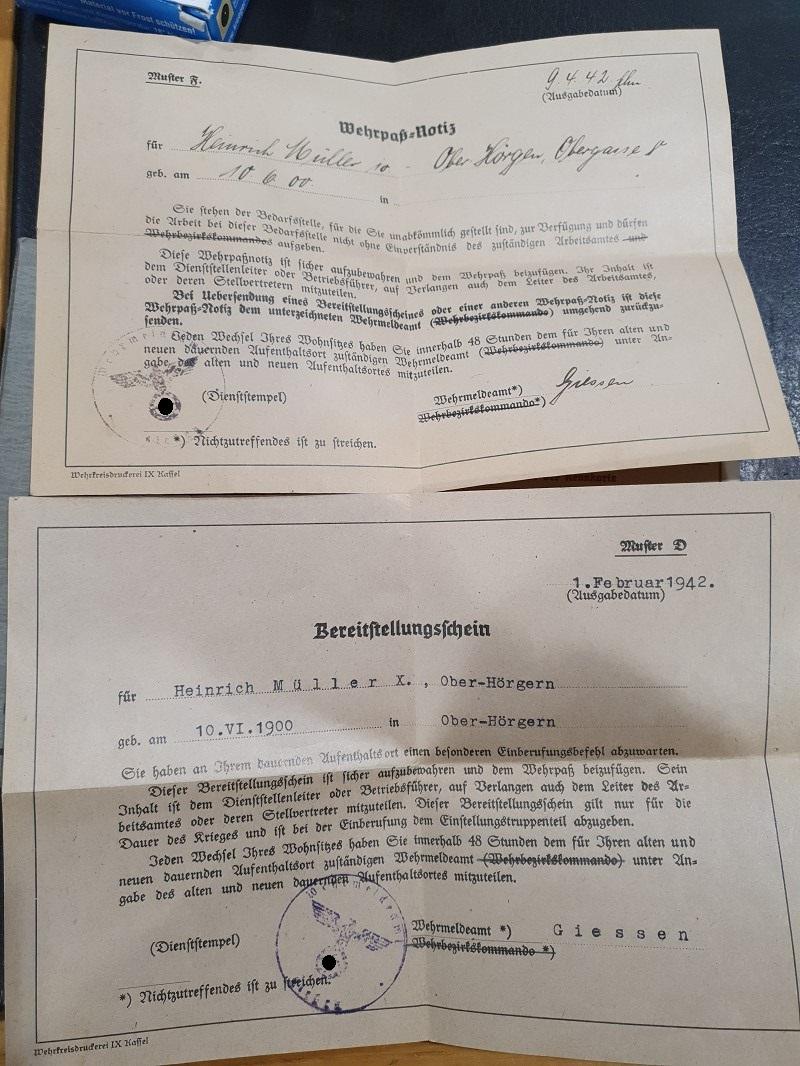 Material vor Frost schützen!
Muster F.
9.4.42
(Ausgabedatum)
Wehrpaß-Notiz
für Heinrich Müller 10. Ober Hörgen, Obergasse 8
geb. am 10 6 00 in
Sie stehen der Bedarfsstelle, für die Sie unabkömmlich gestellt sind, zur Verfügung und dürfen
die Arbeit bei dieser Bedarfsstelle nicht ohne Einverständnis des zuständigen Arbeitsamtes und
Wehrbezirkskommandos aufgeben.
Diese Wehrpaßnotiz ist sicher aufzubewahren und dem Wehrpaß beizufügen. Ihr Inhalt ist
dem Dienststellenleiter oder Betriebsführer, auf Verlangen auch dem Leiter des Arbeitsamtes,
oder deren Stellvertretern mitzuteilen.
Bei Uebersendung eines Bereitstellungsscheines oder einer anderen Wehrpaß-Notiz ist diese
Wehrpaß-Notiz dem unterzeichneten Wehrmeldeamt (Wehrbezirkskommando) umgehend zurückzu-
senden.
Jeden Wechsel Ihres Wohnsitzes haben Sie innerhalb 48 Stunden dem für Ihren alten und
neuen dauernden Aufenthaltsort zuständigen Wehrmeldeamt (Wehrbezirkskommando) unter An-
gabe des alten und neuen Aufenthaltsortes mitzuteilen.
(Dienststempel)
Wehrmeldeamt*) Giessen
Wehrbezirkskommando*)
*) Nichtzutreffendes ist zu streichen.
Wehrkreisdruckerei IX Kassel
Muster D
1.Februar 1942.
(Ausgabedatum)
Bereitstellungsschein
für Heinrich Müller X., Ober-Hörgern
geb. am 10.VI.1900 in Ober-Hörgern
Sie haben an Ihrem dauernden Aufenthaltsort einen besonderen Einberufungsbefehl abzuwarten.
Dieser Bereitstellungsschein ist sicher aufzubewahren und dem Wehrpaß beizufügen. Sein
Inhalt ist dem Dienststellenleiter oder Betriebsführer, auf Verlangen auch dem Leiter des Ar-
beitsamtes oder deren Stellvertreter mitzuteilen. Dieser Bereitstellungsschein gilt nur für die
Dauer des Krieges und ist bei der Einberufung dem Einstellungstruppenteil abzugeben.
Jeden Wechsel Ihres Wohnsitzes haben Sie innerhalb 48 Stunden dem für Ihren alten und
neuen dauernden Aufenthaltsort zuständigen Wehrmeldeamt (Wehrbezirkskommando) unter An-
gabe des alten und neuen dauernden Aufenthaltsortes mitzuteilen.
(Dienststempel)
Wehrmeldeamt *) Giessen
Wehrbezirkskommando *)
*) Nichtzutreffendes ist zu streichen.
Wehrkreisdruckerei IX Kassel